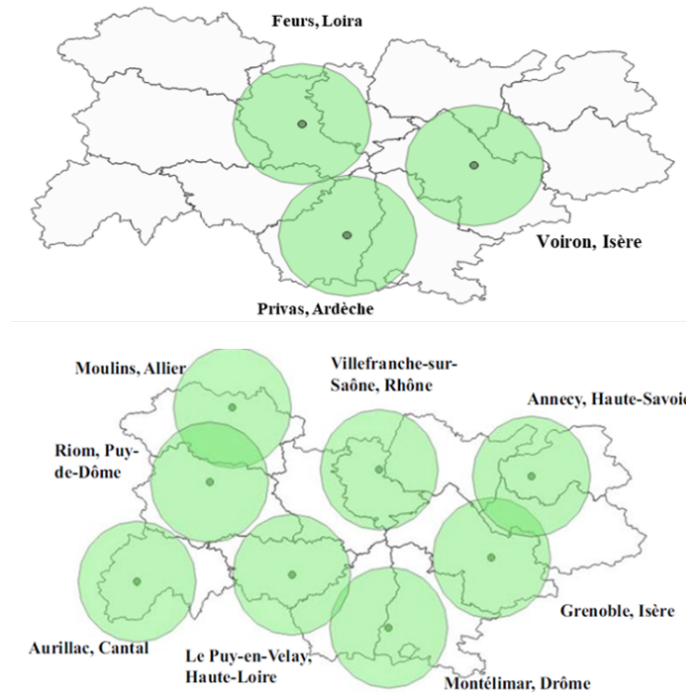 Feurs, Loira
Voiron, Isère
Privas, Ardèche
Moulins, Allier
Villefranche-sur-
Saône, Rhône
Annecy, Haute-Savoie
Riom, Puy-
de-Dôme
Grenoble, Isère
Aurillac, Cantal
Le Puy-en-Velay,
Haute-Loire
Montélimar, Drôme